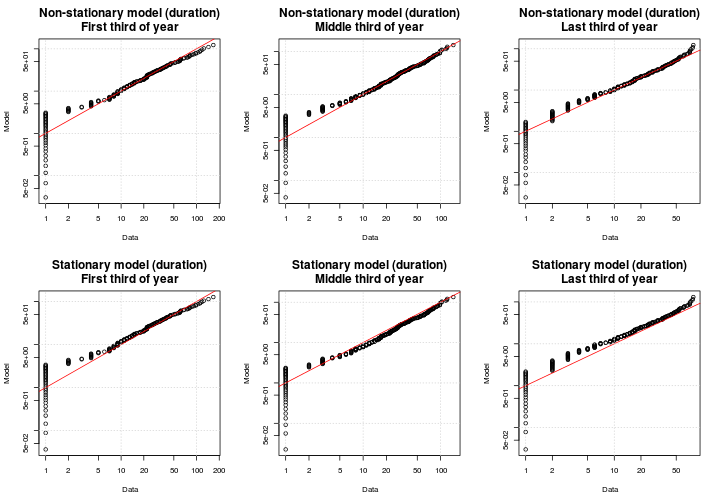 Non-stationary model (duration)
First third of year
Non-stationary model (duration)
Middle third of year
Non-stationary model (duration)
Last third of year
Model
5e-02 5e-01 5e+00 5e+01
1 2 5 10 20 50 100 200
Data
Model
5e-02 5e-01 5e+00 5e+01
1 2 5 10 20 50 100
Data
Model
5e-02 5e-01 5e+00 5e+01
1 2 5 10 20 50
Data
Stationary model (duration)
First third of year
Stationary model (duration)
Middle third of year
Stationary model (duration)
Last third of year
Model
5e-02 5e-01 5e+00 5e+01
1 2 5 10 20 50 100 200
Data
Model
5e-02 5e-01 5e+00 5e+01
1 2 5 10 20 50 100
Data
Model
5e-02 5e-01 5e+00 5e+01
1 2 5 10 20 50
Data